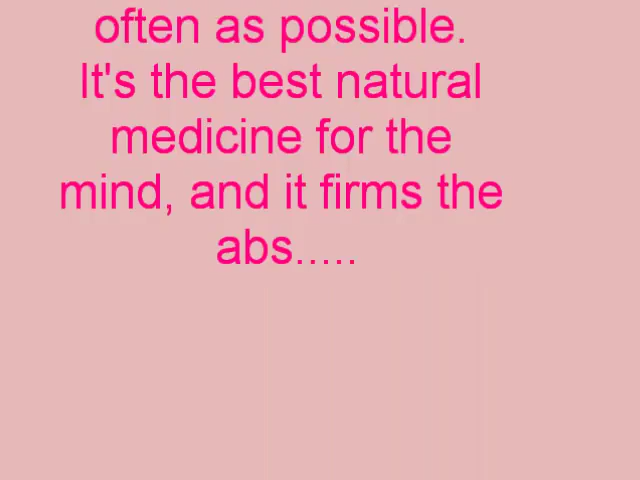 often as possible.
It's the best natural
medicine for the
mind, and it firms the
abs.....